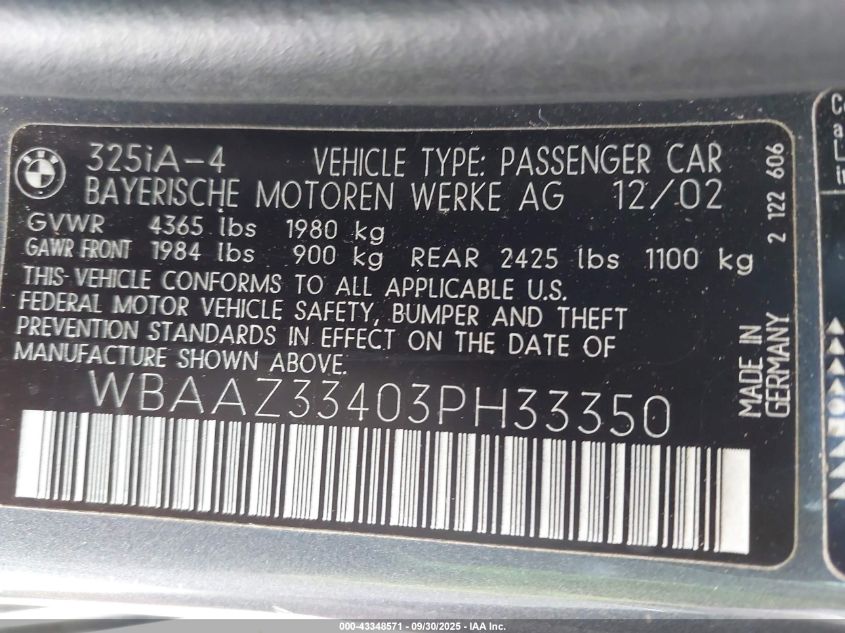 BMW
325iA-4 VEHICLE TYPE: PASSENGER CAR
BAYERISCHE MOTOREN WERKE AG 12/02
GVWR 4365 lbs 1980 kg
GAWR FRONT 1984 lbs 900 kg REAR 2425 lbs 1100 kg
THIS VEHICLE CONFORMS TO ALL APPLICABLE U.S.
FEDERAL MOTOR VEHICLE SAFETY, BUMPER AND THEFT
PREVENTION STANDARDS IN EFFECT ON THE DATE OF
MANUFACTURE SHOWN ABOVE.
WBAAZ33403PH33350
2 122 606
MADE IN
GERMANY
000-43348571 - 09/30/2025 - IAA Inc.